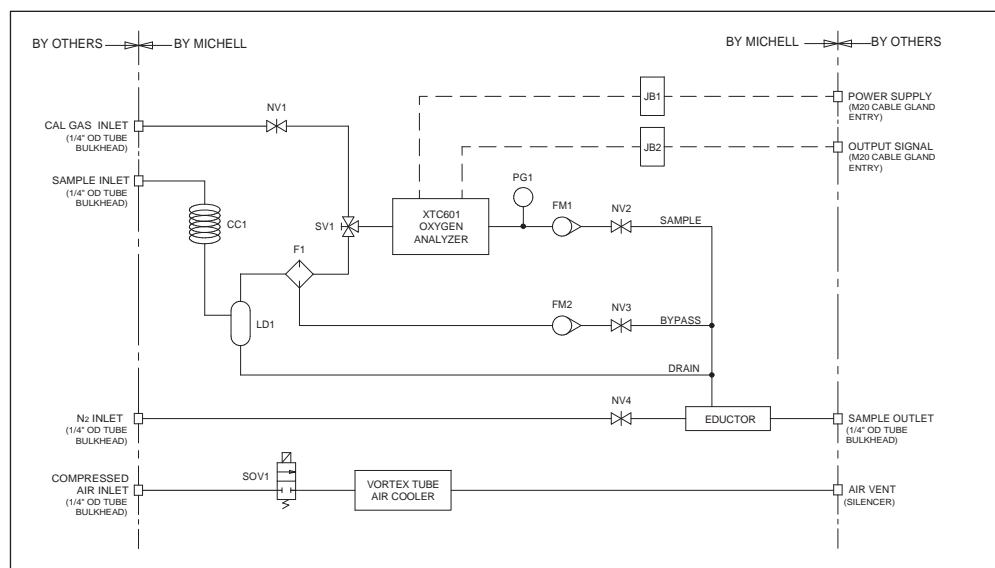 BY OTHERS
BY MICHELL
BY MICHELL
BY OTHERS
JB1
POWER SUPPLY
(M20 CABLE GLAND
ENTRY)
NV1
CAL GAS INLET
(1/4" OD TUBE
BULKHEAD)
JB2
OUTPUT SIGNAL
(M20 CABLE GLAND
ENTRY)
SAMPLE INLET
(1/4" OD TUBE
BULKHEAD)
PG1
CC1
SV1
XTC601
OXYGEN
ANALYZER
FM1
NV2
SAMPLE
F1
LD1
FM2
NV3
BYPASS
DRAIN
N2 INLET
(1/4" OD TUBE
BULKHEAD)
NV4
EDUCTOR
SAMPLE OUTLET
(1/4" OD TUBE
BULKHEAD)
COMPRESSED
AIR INLET
(1/4" OD TUBE
BULKHEAD)
SOV1
VORTEX TUBE
AIR COOLER
AIR VENT
(SILENCER)